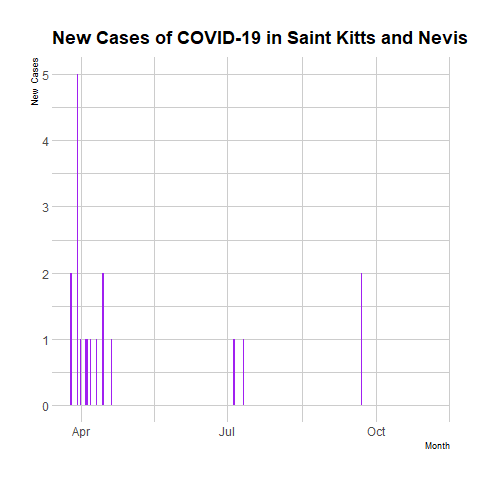 New Cases of COVID-19 in Saint Kitts and Nevis
New Cases
5
4
3
2
1
0
Apr
Jul
Oct
Month